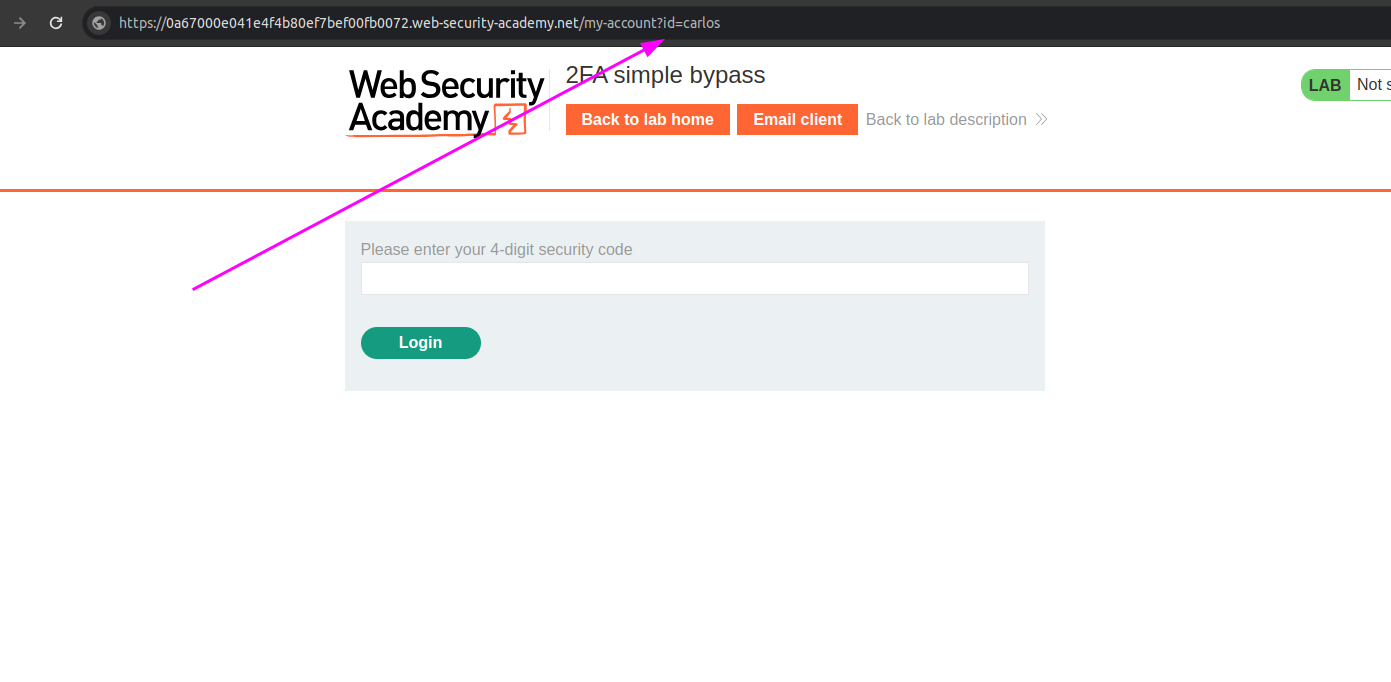 https://0a67000e041e4f4b80ef7bef00fb0072.web-security-academy.net/my-account?id=carlos
Web Security
Academy
2FA simple bypass
LAB Not s
Back to lab home Email client Back to lab description
Please enter your 4-digit security code
Login